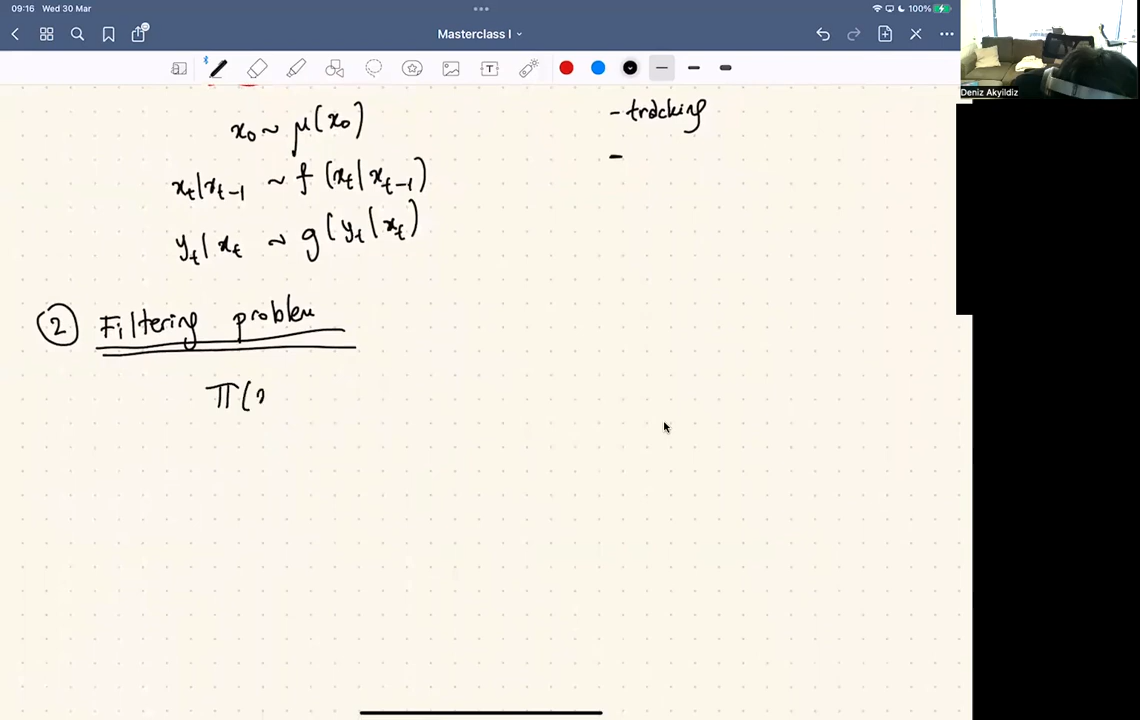 09:16 Wed 30 Mar
100%
Masterclass I
Deniz Akyildiz
x₀ ~ μ(x₀)
xₜ|xₜ₋₁ ~ f(xₜ|xₜ₋₁)
yₜ|xₜ ~ g(yₜ|xₜ)
- tracking
-
② Filtering problem
π(